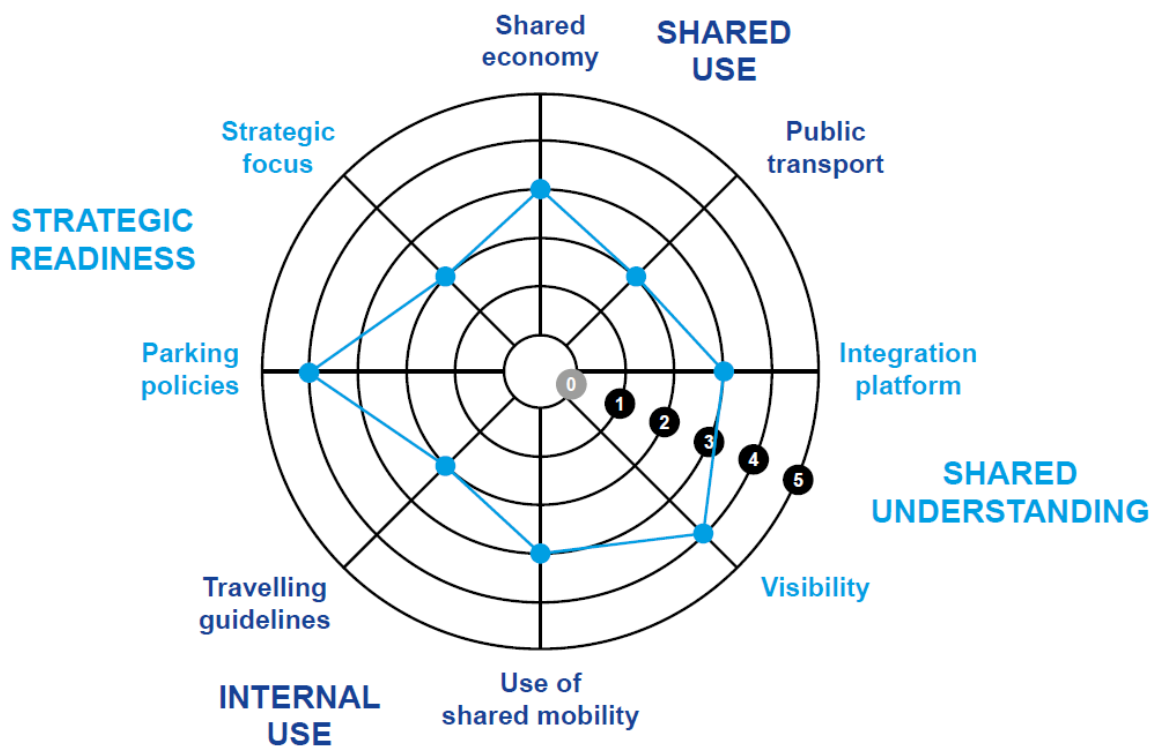 Shared
economy
SHARED
USE
Strategic
focus
Public
transport
STRATEGIC
READINESS
Parking
policies
Integration
platform
0
1
2
3
4
5
SHARED
UNDERSTANDING
Travelling
guidelines
Visibility
INTERNAL
USE
Use of
shared mobility